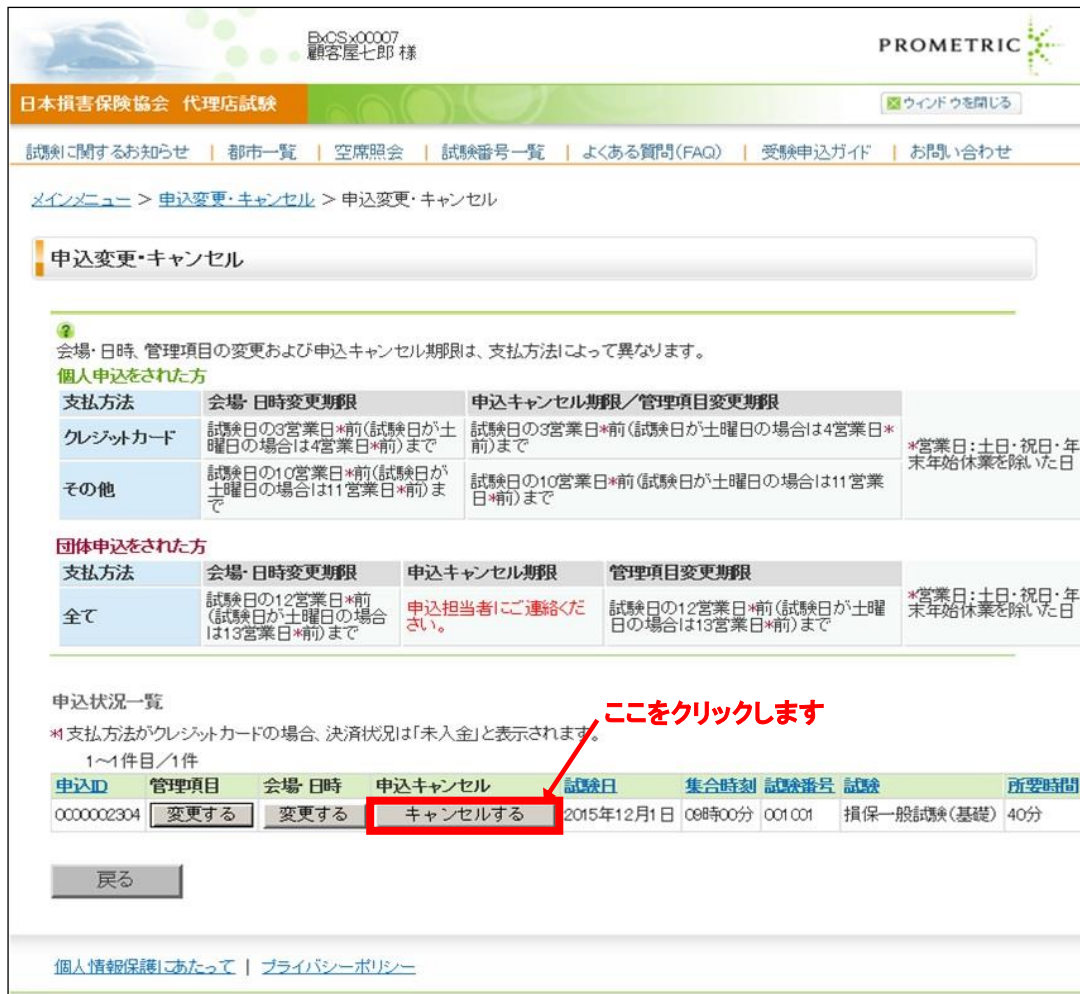 ExCSx00007
顧客屋七郎 様
PROMETRIC
日本損害保険協会 代理店試験
ウィンドウを閉じる
試験に関するお知らせ | 都市一覧 | 空席照会 | 試験番号一覧 | よくある質問(FAQ) | 受験申込ガイド | お問い合わせ
メインメニュー > 申込変更・キャンセル > 申込変更・キャンセル
申込変更・キャンセル
?
会場・日時、管理項目の変更および申込キャンセル期限は、支払方法によって異なります。
個人申込をされた方
支払方法 会場・日時変更期限 申込キャンセル期限／管理項目変更期限
クレジットカード
試験日の3営業日*前(試験日が土
曜日の場合は4営業日*前)まで
試験日の3営業日*前(試験日が土曜日の場合は4営業日*
前)まで
その他
試験日の10営業日*前(試験日が
土曜日の場合は11営業日*前)ま
で
試験日の10営業日*前(試験日が土曜日の場合は11営業
日*前)まで
*営業日:土日・祝日・年
末年始休業を除いた日
団体申込をされた方
支払方法 会場・日時変更期限 申込キャンセル期限 管理項目変更期限
全て
試験日の12営業日*前
(試験日が土曜日の場合
は13営業日*前)まで
申込担当者にご連絡くだ
さい。
試験日の12営業日*前(試験日が土曜
日の場合は13営業日*前)まで
*営業日:土日・祝日・年
末年始休業を除いた日
申込状況一覧
ここをクリックします
*1支払方法がクレジットカードの場合、決済状況は「未入金」と表示されます。
1～1件目／1件
申込ID 管理項目 会場・日時 申込キャンセル 試験日 集合時刻 試験番号 試験 所要時間
0000002304 変更する 変更する キャンセルする 2015年12月1日 09時00分 001001 損保一般試験(基礎) 40分
戻る
個人情報保護にあたって | プライバシーポリシー